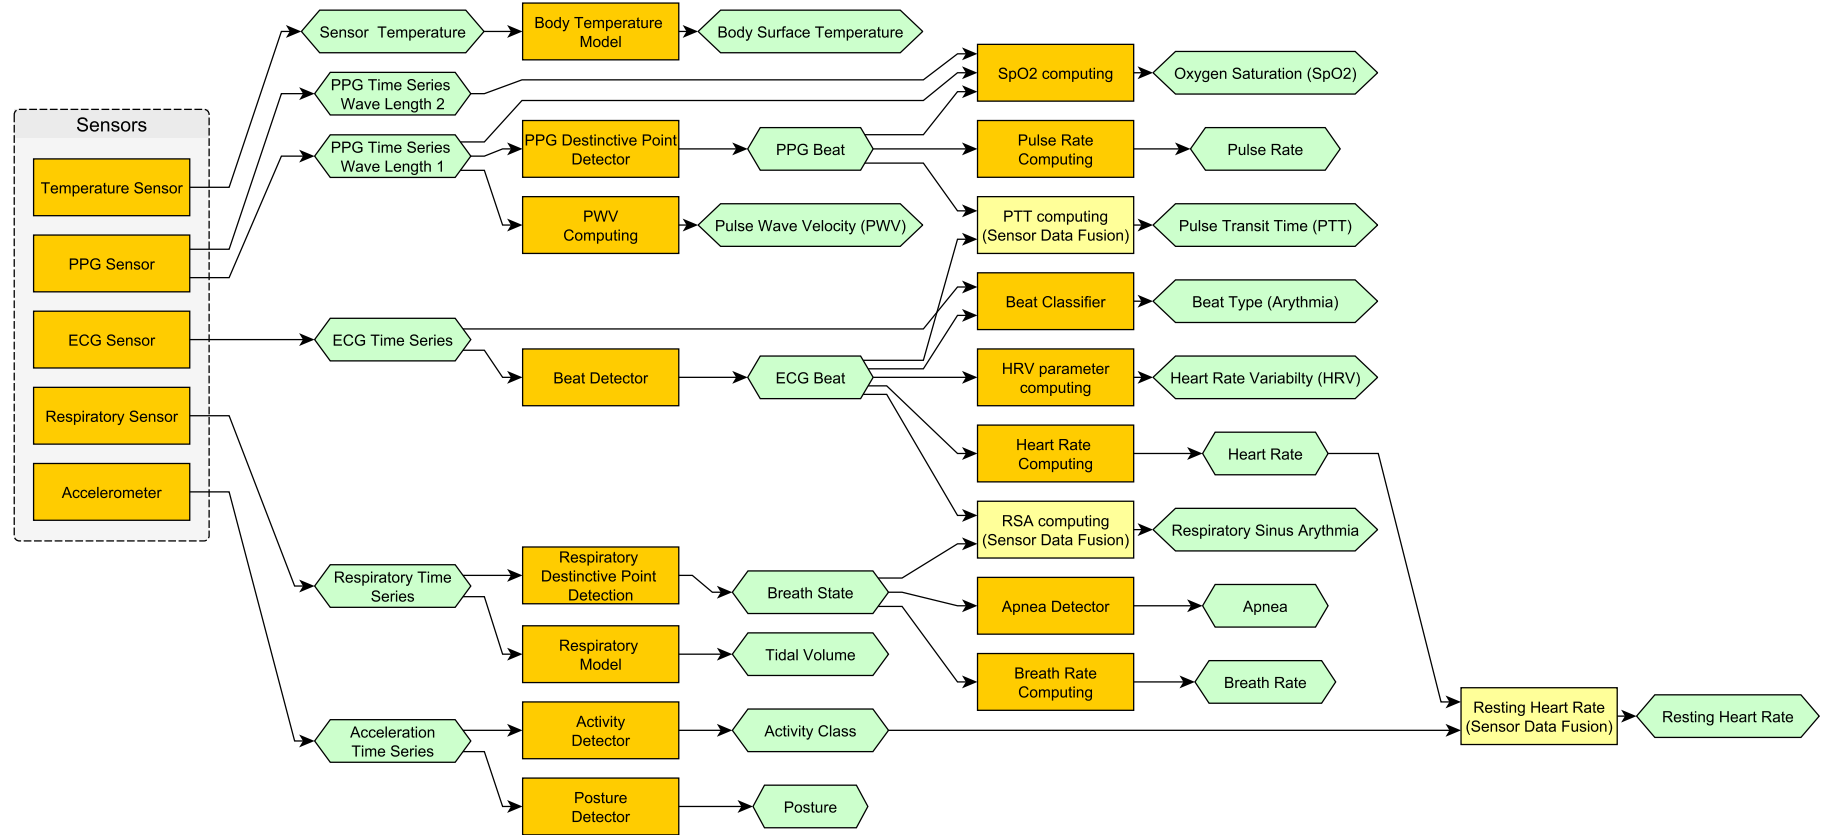 Sensors
Temperature Sensor
PPG Sensor
ECG Sensor
Respiratory Sensor
Accelerometer
Sensor  Temperature
PPG Time Series
Wave Length 2
PPG Time Series
Wave Length 1
ECG Time Series
Respiratory Time
Series
Acceleration
Time Series
Body Temperature
Model
PPG Destinctive Point
Detector
PWV
Computing
Beat Detector
Respiratory
Destinctive Point
Detection
Respiratory
Model
Activity
Detector
Posture
Detector
Body Surface Temperature
PPG Beat
Pulse Wave Velocity (PWV)
ECG Beat
Breath State
Tidal Volume
Activity Class
Posture
SpO2 computing
Pulse Rate
Computing
PTT computing
(Sensor Data Fusion)
Beat Classifier
HRV parameter
computing
Heart Rate
Computing
RSA computing
(Sensor Data Fusion)
Apnea Detector
Breath Rate
Computing
Oxygen Saturation (SpO2)
Pulse Rate
Pulse Transit Time (PTT)
Beat Type (Arythmia)
Heart Rate Variabilty (HRV)
Heart Rate
Respiratory Sinus Arythmia
Apnea
Breath Rate
Resting Heart Rate
(Sensor Data Fusion)
Resting Heart Rate